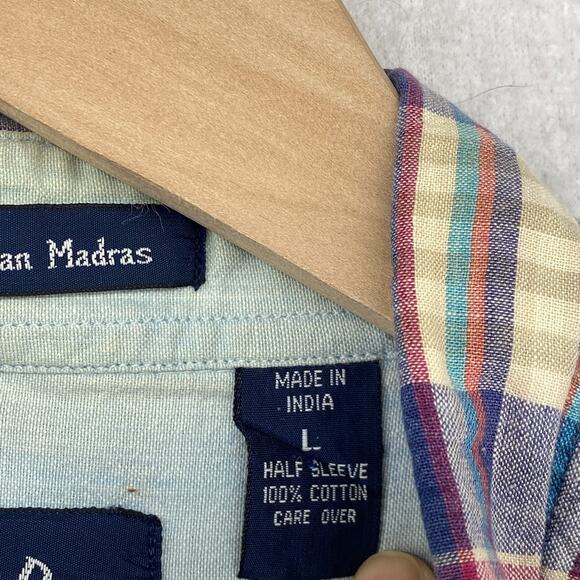 an Madras
MADE IN
INDIA
L
HALF SLEEVE
100% COTTON
CARE OVER